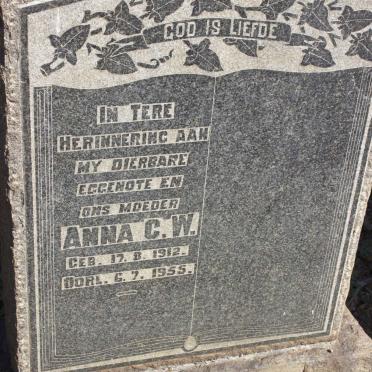 GOD IS LIEFDE
IN TERE
HERINNERING AAN
MY DIERBARE
EGGENOTE EN
ONS MOEDER
ANNA C. W.
GEB. 17. 8. 1912.
OORL. 6. 7. 1955.